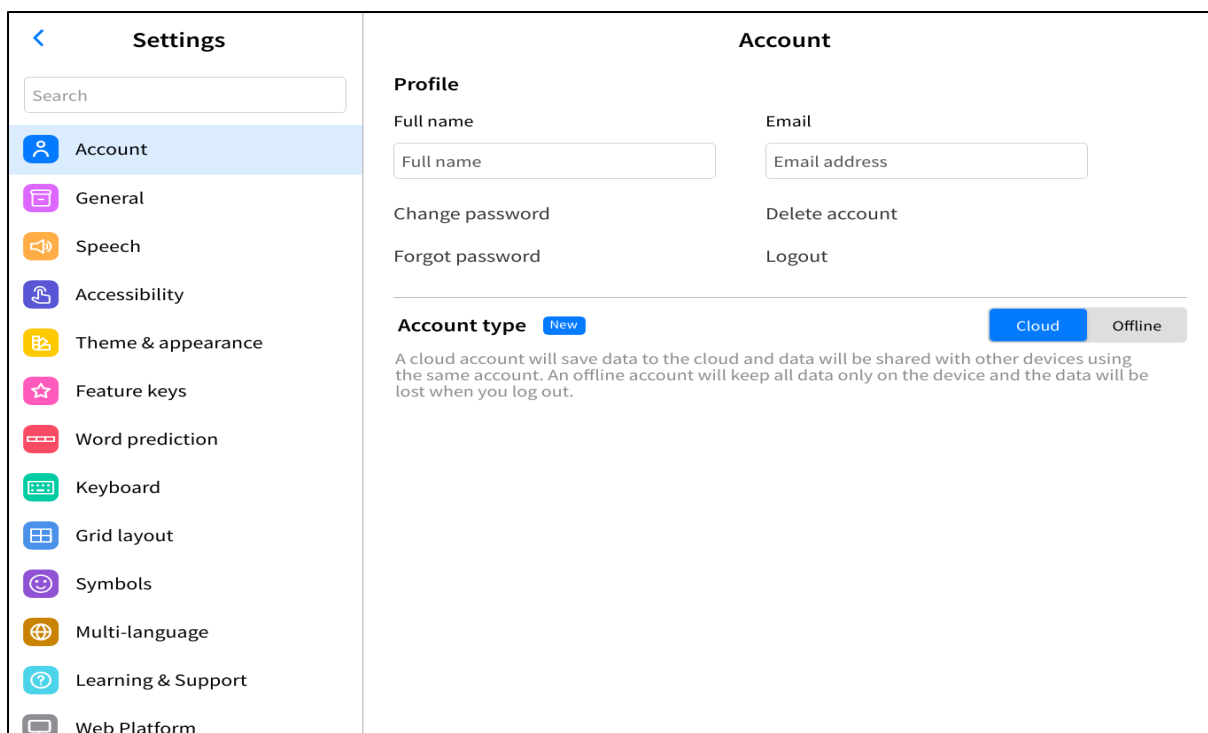 Settings
Search
Account
General
Speech
Accessibility
Theme & appearance
Feature keys
Word prediction
Keyboard
Grid layout
Symbols
Multi-language
Learning & Support
Web Platform
Account
Profile
Full name
Full name
Email
Email address
Change password
Delete account
Forgot password
Logout
Account type New
Cloud Offline
A cloud account will save data to the cloud and data will be shared with other devices using
the same account. An offline account will keep all data only on the device and the data will be
lost when you log out.